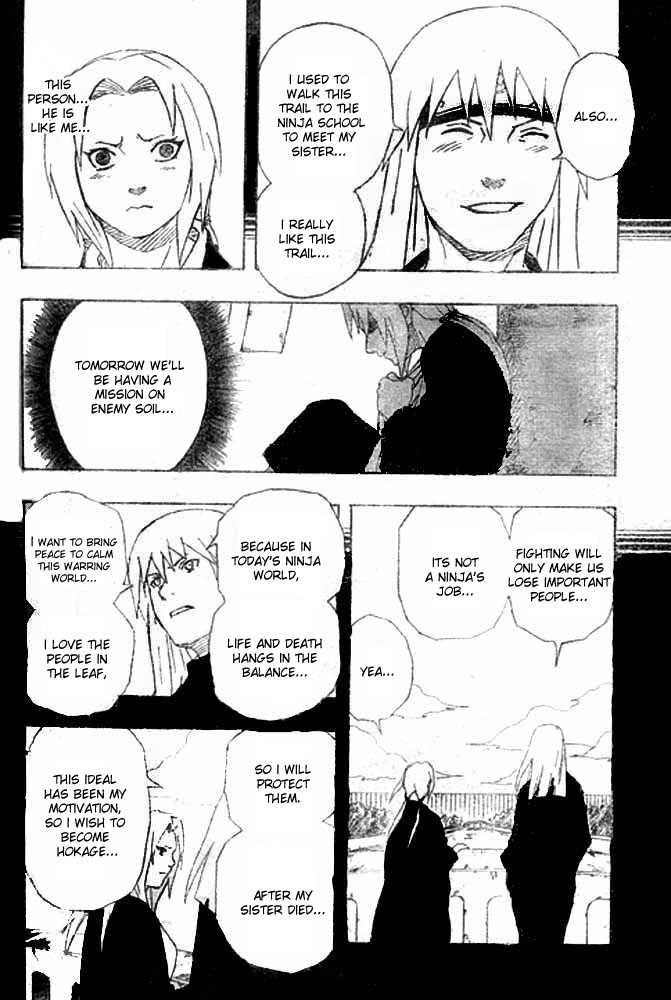 ALSO...
I USED TO
WALK THIS
TRAIL TO THE
NINJA SCHOOL
TO MEET MY
SISTER...
I REALLY
LIKE THIS
TRAIL...
THIS
PERSON...
HE IS
LIKE ME...
TOMORROW WE'LL
BE HAVING A
MISSION ON
ENEMY SOIL...
FIGHTING WILL
ONLY MAKE US
LOSE IMPORTANT
PEOPLE...
ITS NOT
A NINJA'S
JOB...
YEA...
BECAUSE IN
TODAY'S NINJA
WORLD,
LIFE AND DEATH
HANGS IN THE
BALANCE...
I WANT TO BRING
PEACE TO CALM
THIS WARRING
WORLD...
I LOVE THE
PEOPLE IN
THE LEAF,
SO I WILL
PROTECT
THEM.
AFTER MY
SISTER DIED...
THIS IDEAL
HAS BEEN MY
MOTIVATION,
SO I WISH TO
BECOME
HOKAGE...